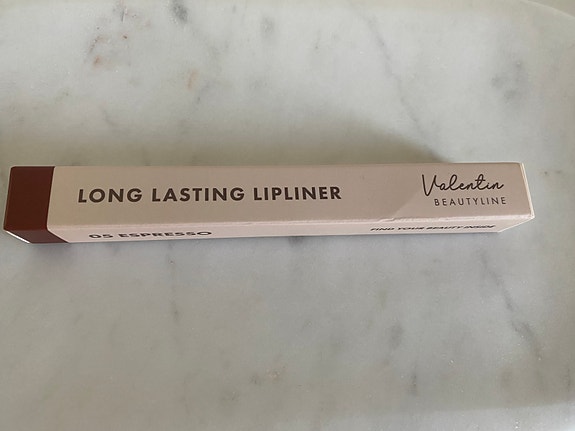 LONG LASTING LIPLINER
Valentin
BEAUTYLINE
05 ESPRESSO
FIND YOUR BEAUTY INSIDE